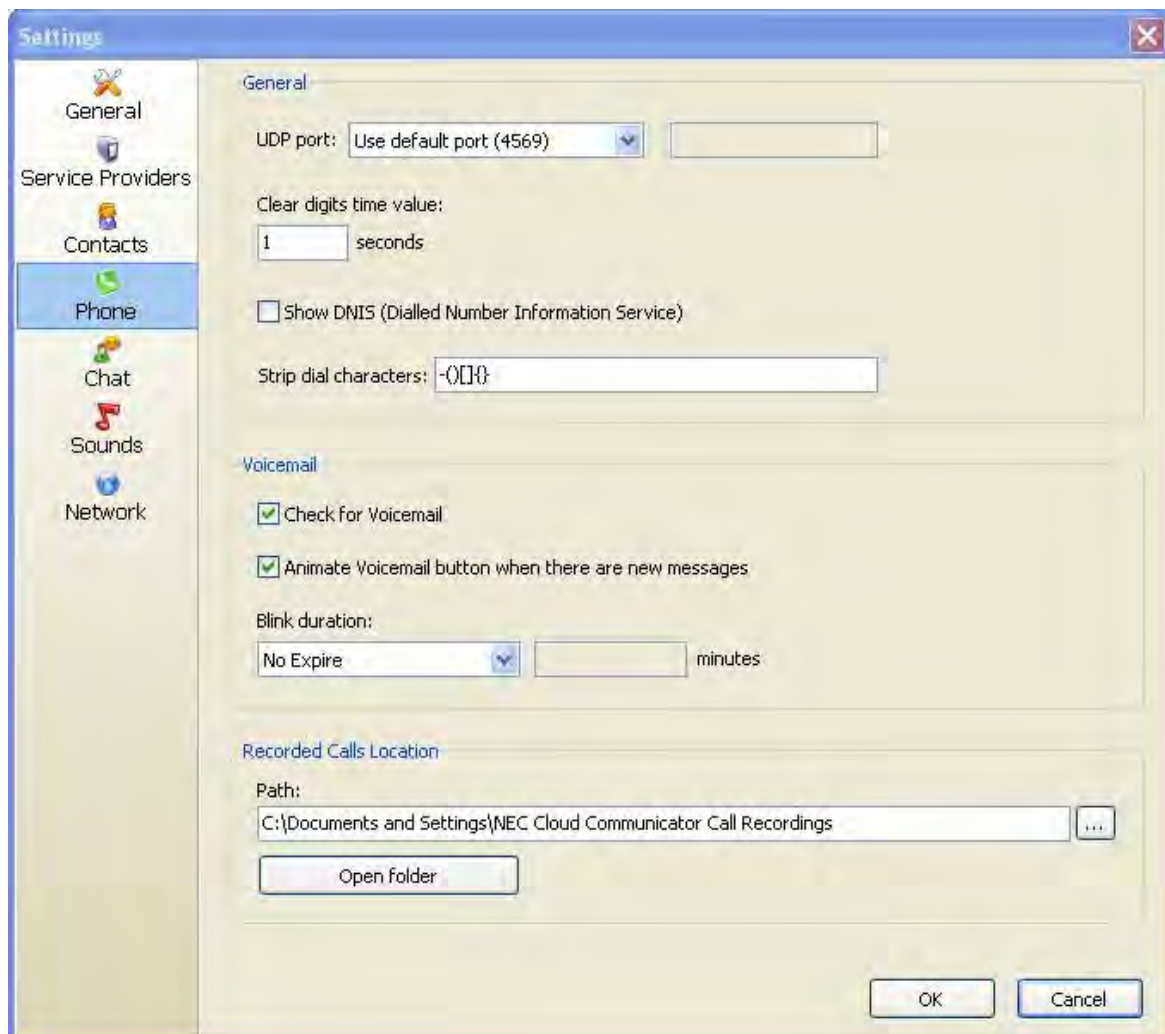 Settings
General
Service Providers
Contacts
Phone
Chat
Sounds
Network
General
UDP port: Use default port (4569)
Clear digits time value:
1 seconds
Show DNIS (Dialled Number Information Service)
Strip dial characters: -()[]{}
Voicemail
Check for Voicemail
Animate Voicemail button when there are new messages
Blink duration:
No Expire minutes
Recorded Calls Location
Path:
C:\Documents and Settings\NEC Cloud Communicator Call Recordings ...
Open folder
OK Cancel